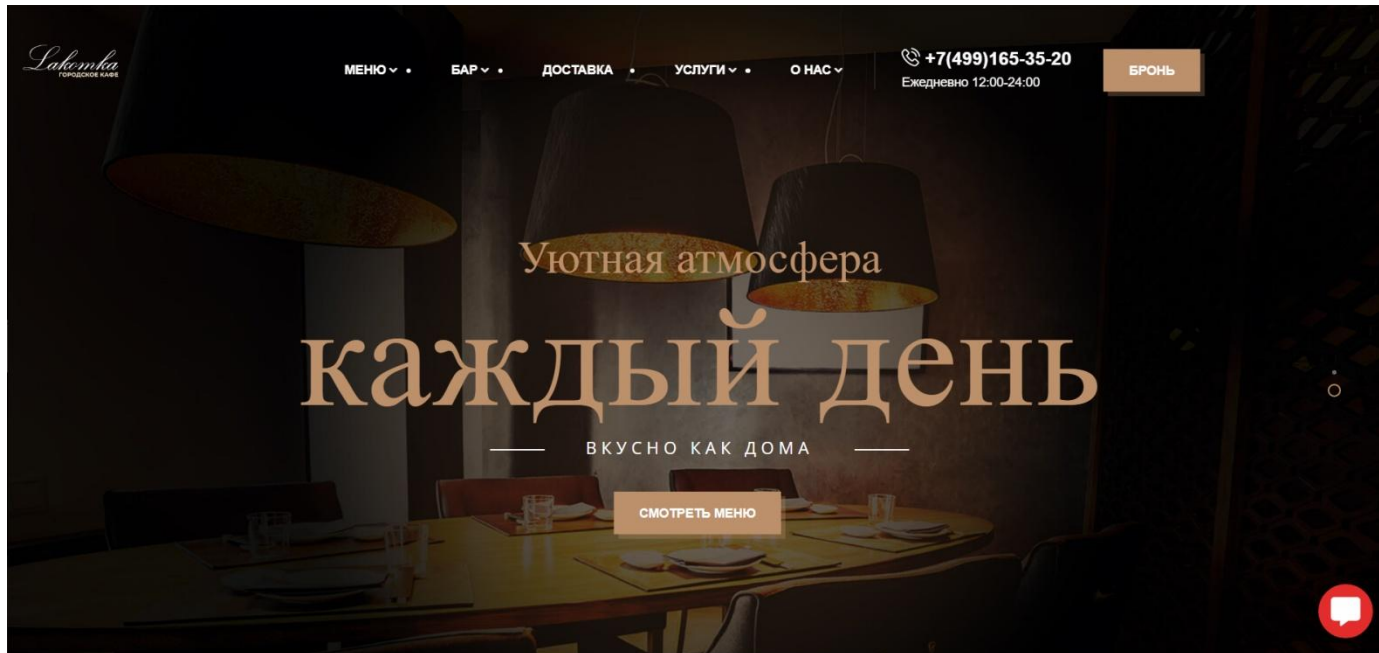 Lakomka
ГОРОДСКОЕ КАФЕ
МЕНЮ
БАР
ДОСТАВКА
УСЛУГИ
О НАС
+7(499)165-35-20
Ежедневно 12:00-24:00
БРОНЬ
Уютная атмосфера
каждый день
ВКУСНО КАК ДОМА
СМОТРЕТЬ МЕНЮ